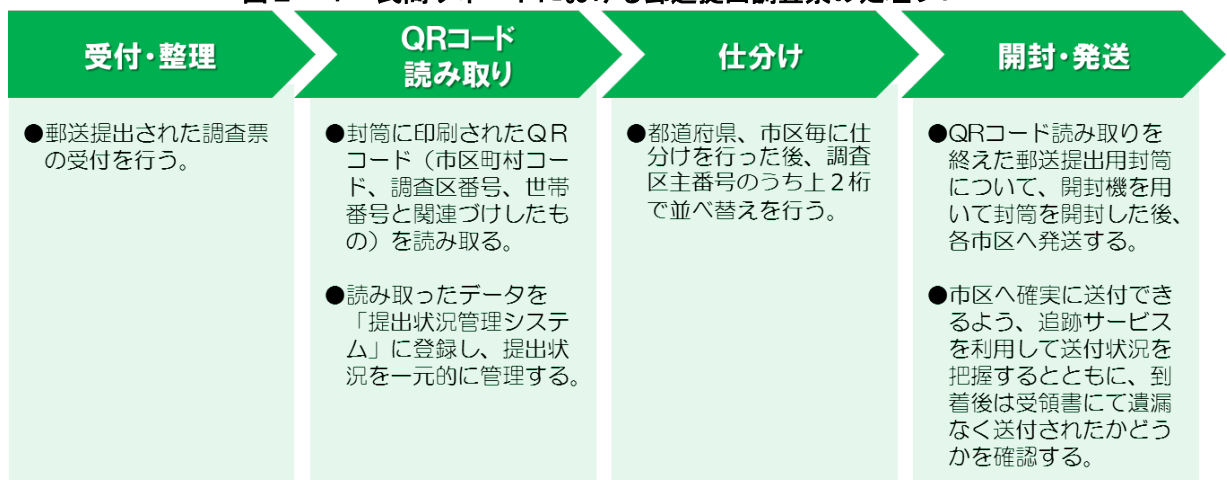 受付・整理
●郵送提出された調査票
の受付を行う。
QRコード
読み取り
●封筒に印刷されたＱＲ
コード（市区町村コー
ド、調査区番号、世帯
番号と関連づけしたも
の）を読み取る。
●読み取ったデータを
「提出状況管理システ
ム」に登録し、提出状
況を一元的に管理する。
仕分け
●都道府県、市区毎に仕
分けを行った後、調査
区主番号のうち上２桁
で並べ替えを行う。
開封・発送
●QRコード読み取りを
終えた郵送提出用封筒
について、開封機を用
いて封筒を開封した後、
各市区へ発送する。
●市区へ確実に送付でき
るよう、追跡サービス
を利用して送付状況を
把握するとともに、到
着後は受領書にて遺漏
なく送付されたかどう
かを確認する。